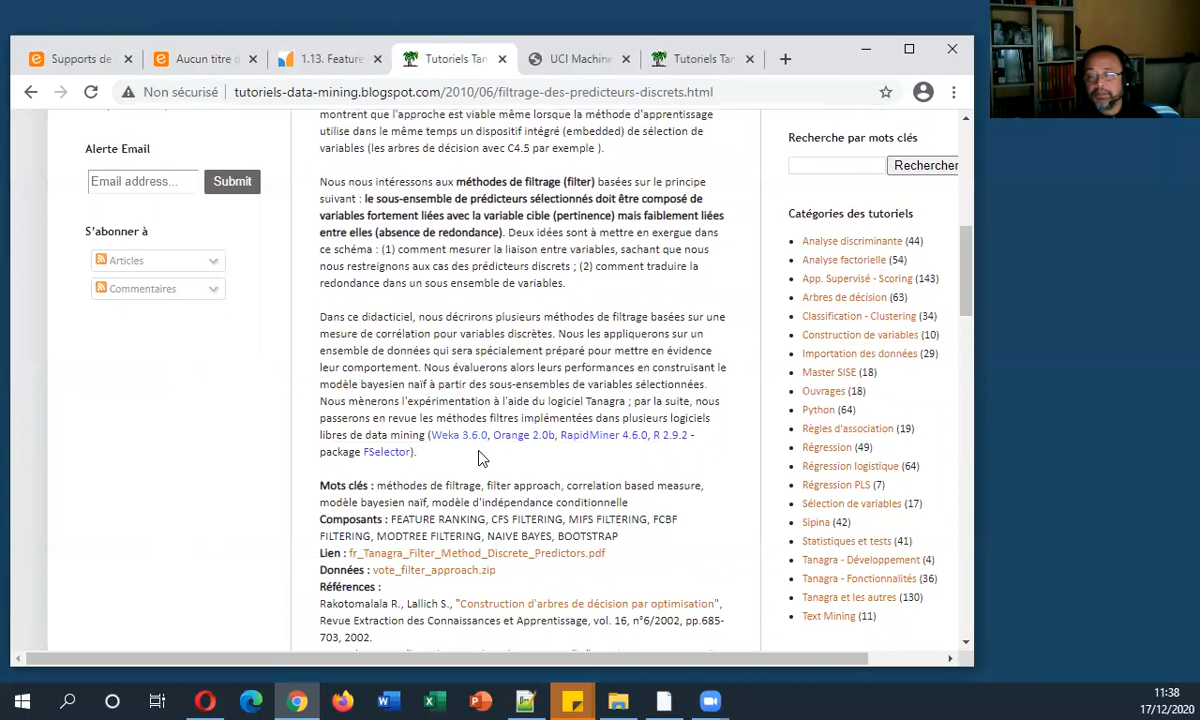 Supports de
Aucun titre d
1.13. Feature
Tutoriels Tan
UCI Machin
Tutoriels Tan
Non sécurisé
tutoriels-data-mining.blogspot.com/2010/06/filtrage-des-predicteurs-discrets.html
Alerte Email
Email address...
Submit
S'abonner à
Articles
Commentaires
montrent que l'approche est viable même lorsque la méthode d'apprentissage
utilise dans le même temps un dispositif intégré (embedded) de sélection de
variables (les arbres de décision avec C4.5 par exemple ).
Nous nous intéressons aux méthodes de filtrage (filter) basées sur le principe
suivant : le sous-ensemble de prédicteurs sélectionnés doit être composé de
variables fortement liées avec la variable cible (pertinence) mais faiblement liées
entre elles (absence de redondance). Deux idées sont à mettre en exergue dans
ce schéma : (1) comment mesurer la liaison entre variables, sachant que nous
nous restreignons aux cas des prédicteurs discrets ; (2) comment traduire la
redondance dans un sous ensemble de variables.
Dans ce didacticiel, nous décrirons plusieurs méthodes de filtrage basées sur une
mesure de corrélation pour variables discrètes. Nous les appliquerons sur un
ensemble de données qui sera spécialement préparé pour mettre en évidence
leur comportement. Nous évaluerons alors leurs performances en construisant le
modèle bayesien naïf à partir des sous-ensembles de variables sélectionnées.
Nous mènerons l'expérimentation à l'aide du logiciel Tanagra ; par la suite, nous
passerons en revue les méthodes filtres implémentées dans plusieurs logiciels
libres de data mining (Weka 3.6.0, Orange 2.0b, RapidMiner 4.6.0, R 2.9.2 -
package FSelector).
Mots clés : méthodes de filtrage, filter approach, correlation based measure,
modèle bayesien naïf, modèle d'indépendance conditionnelle
Composants : FEATURE RANKING, CFS FILTERING, MIFS FILTERING, FCBF
FILTERING, MODTREE FILTERING, NAIVE BAYES, BOOTSTRAP
Lien : fr_Tanagra_Filter_Method_Discrete_Predictors.pdf
Données : vote_filter_approach.zip
Références :
Rakotomalala R., Lallich S., "Construction d'arbres de décision par optimisation",
Revue Extraction des Connaissances et Apprentissage, vol. 16, n°6/2002, pp.685-
703, 2002.
Recherche par mots clés
Rechercher
Catégories des tutoriels
Analyse discriminante (44)
Analyse factorielle (54)
App. Supervisé - Scoring (143)
Arbres de décision (63)
Classification - Clustering (34)
Construction de variables (10)
Importation des données (29)
Master SISE (18)
Ouvrages (18)
Python (64)
Règles d'association (19)
Régression (49)
Régression logistique (64)
Régression PLS (7)
Sélection de variables (17)
Sipina (42)
Statistiques et tests (41)
Tanagra - Développement (4)
Tanagra - Fonctionnalités (36)
Tanagra et les autres (130)
Text Mining (11)
11:38
17/12/2020